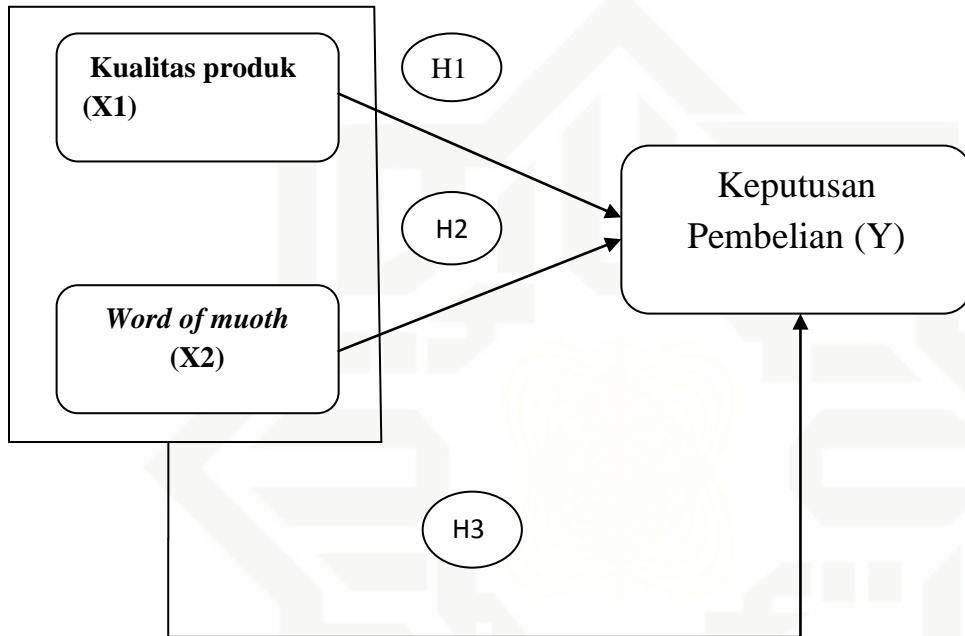 Kualitas produk
(X1)
H1
Keputusan
Pembelian (Y)
H2
Word of muoth
(X2)
H3